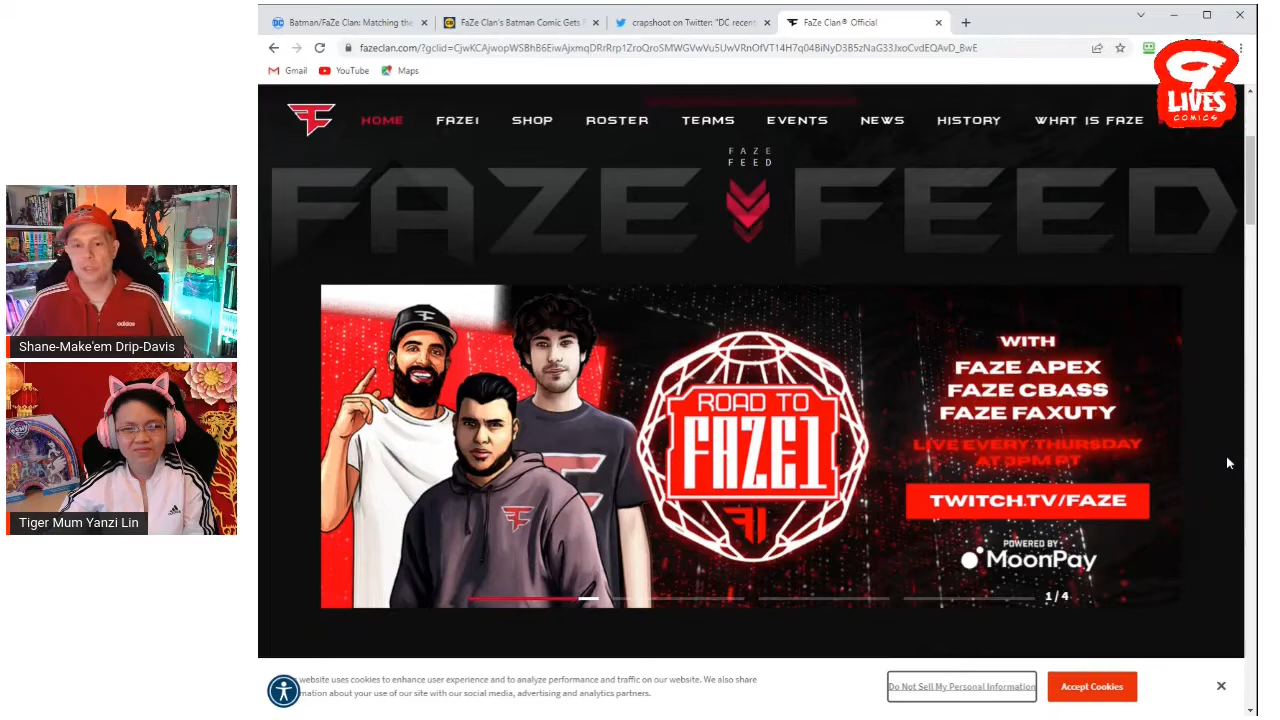 Batman/FaZe Clan: Matching the
FaZe Clan's Batman Comic Gets
crapshoot on Twitter: "DC recent
FaZe Clan® Official
fazeclan.com/?gclid=CjwKCAjwopWSBhB6EiwAjxmqDRrRrp1ZroQroSMWGVwVu5UwVRnOfVT14H7q04BiNyD3B5zNaG33JxoCvdEQAvD_BwE
Gmail
YouTube
Maps
9
LIVES
COMICS
HOME
FAZE1
SHOP
ROSTER
TEAMS
EVENTS
NEWS
HISTORY
WHAT IS FAZE
FAZE
FEED
FAZE FEED
ROAD TO
FAZE1
WITH
FAZE APEX
FAZE CBASS
FAZE FAXUTY
LIVE EVERY THURSDAY
AT 3PM PT
TWITCH.TV/FAZE
POWERED BY
MoonPay
1/4
Shane-Make'em Drip-Davis
Tiger Mum Yanzi Lin
website uses cookies to enhance user experience and to analyze performance and traffic on our website. We also share
mation about your use of our site with our social media, advertising and analytics partners.
Do Not Sell My Personal Information
Accept Cookies